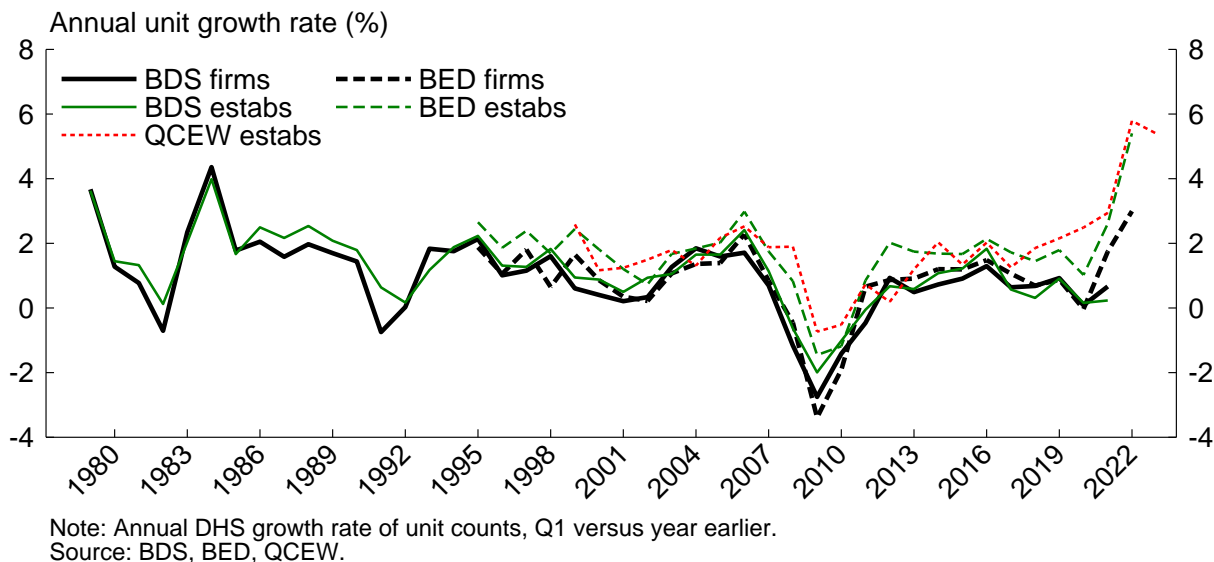 Annual unit growth rate (%)
8 8
BDS firms BED firms
6 BDS estabs BED estabs 6
QCEW estabs
4 4
2 2
0 0
-2 -2
-4 -4
1980 1983 1986 1989 1992 1995 1998 2001 2004 2007 2010 2013 2016 2019 2022
Note: Annual DHS growth rate of unit counts, Q1 versus year earlier.
Source: BDS, BED, QCEW.